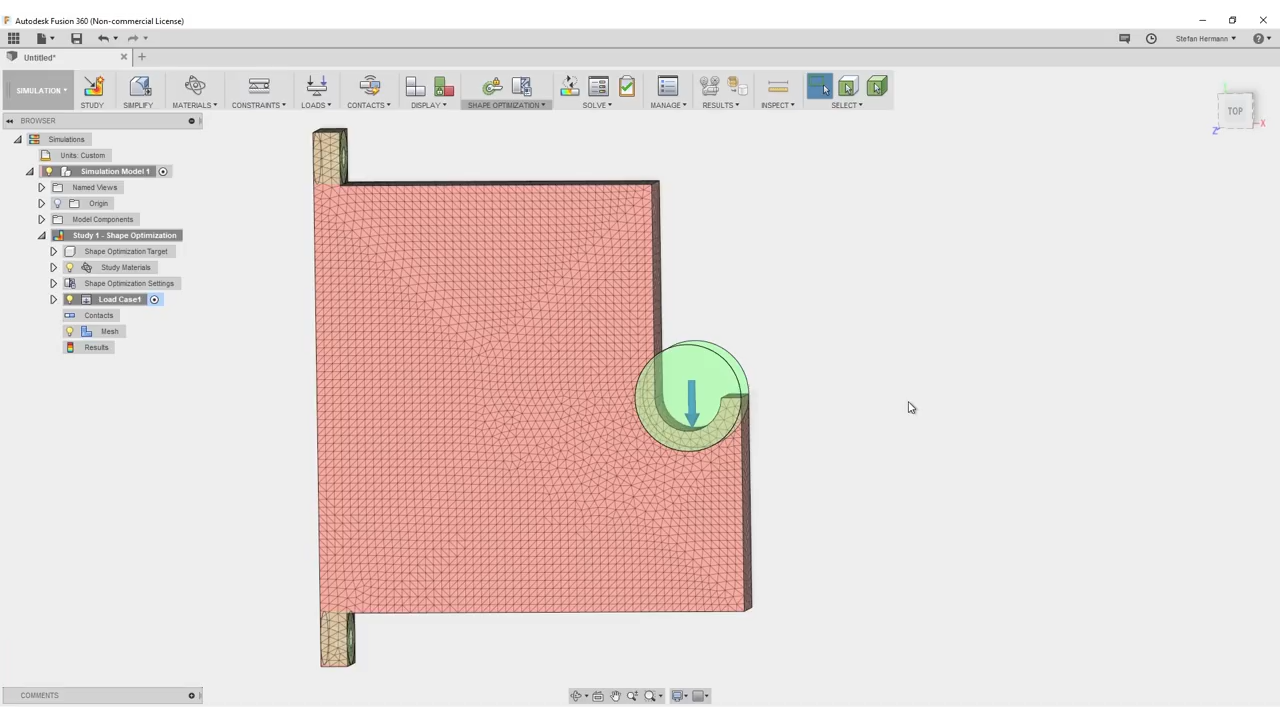 Autodesk Fusion 360 (Non-commercial License)
Stefan Hermann
Untitled*
SIMULATION
STUDY
SIMPLIFY
MATERIALS
CONSTRAINTS
LOADS
CONTACTS
DISPLAY
SHAPE OPTIMIZATION
SOLVE
MANAGE
RESULTS
INSPECT
SELECT
BROWSER
TOP
X
Z
Simulations
Units: Custom
Simulation Model 1
Named Views
Origin
Model Components
Study 1 - Shape Optimization
Shape Optimization Target
Study Materials
Shape Optimization Settings
Load Case1
Contacts
Mesh
Results
COMMENTS